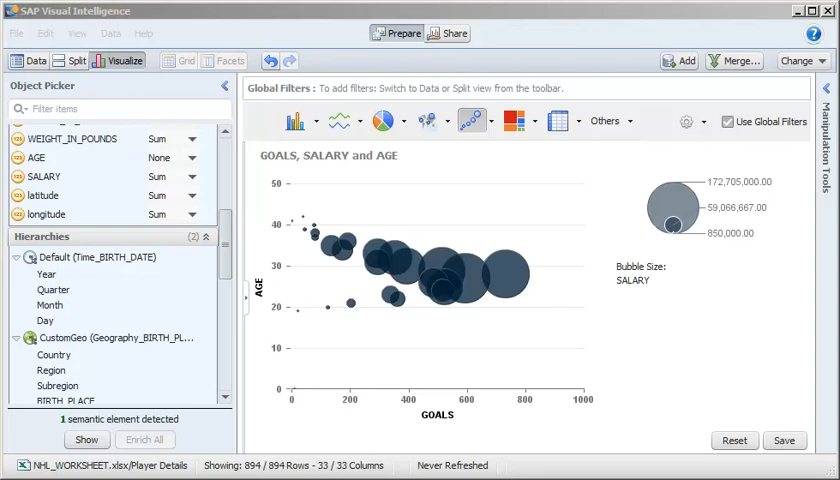 SAP Visual Intelligence
File Edit View Data Help
Prepare Share
Data Split Visualize Grid Facets
Add Merge... Change
Object Picker
Filter items
WEIGHT_IN_POUNDS Sum
AGE None
SALARY Sum
latitude Sum
longitude Sum
Hierarchies (2)
Default (Time_BIRTH_DATE)
Year
Quarter
Month
Day
CustomGeo (Geography_BIRTH_PL...
Country
Region
Subregion
BIRTH_PLACE
1 semantic element detected
Show Enrich All
Global Filters : To add filters: Switch to Data or Split view from the toolbar.
Others
Use Global Filters
GOALS, SALARY and AGE
50
40
30
20
10
0
AGE
0 200 400 600 800 1000
GOALS
172,705,000.00
59,066,667.00
850,000.00
Bubble Size:
SALARY
Reset Save
Manipulation Tools
NHL_WORKSHEET.xlsx/Player Details Showing: 894 / 894 Rows - 33 / 33 Columns Never Refreshed